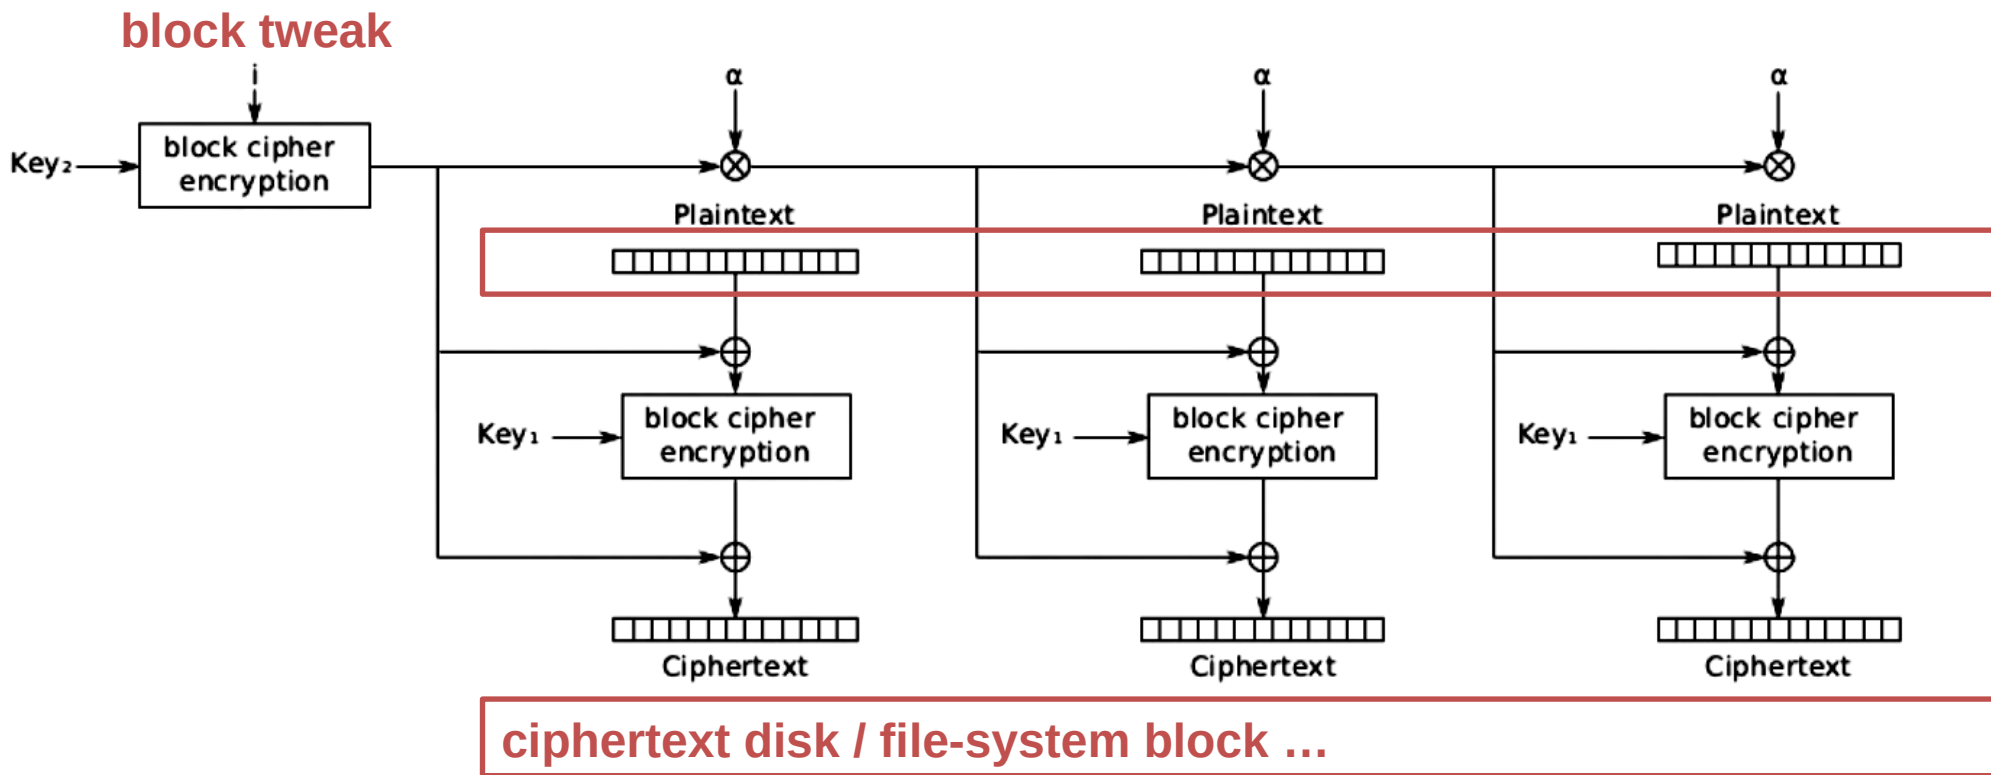 block tweak
i
α
α
α
Key₂
block cipher
encryption
Plaintext
Plaintext
Plaintext
Key₁
block cipher
encryption
Key₁
block cipher
encryption
Key₁
block cipher
encryption
Ciphertext
Ciphertext
Ciphertext
ciphertext disk / file-system block …